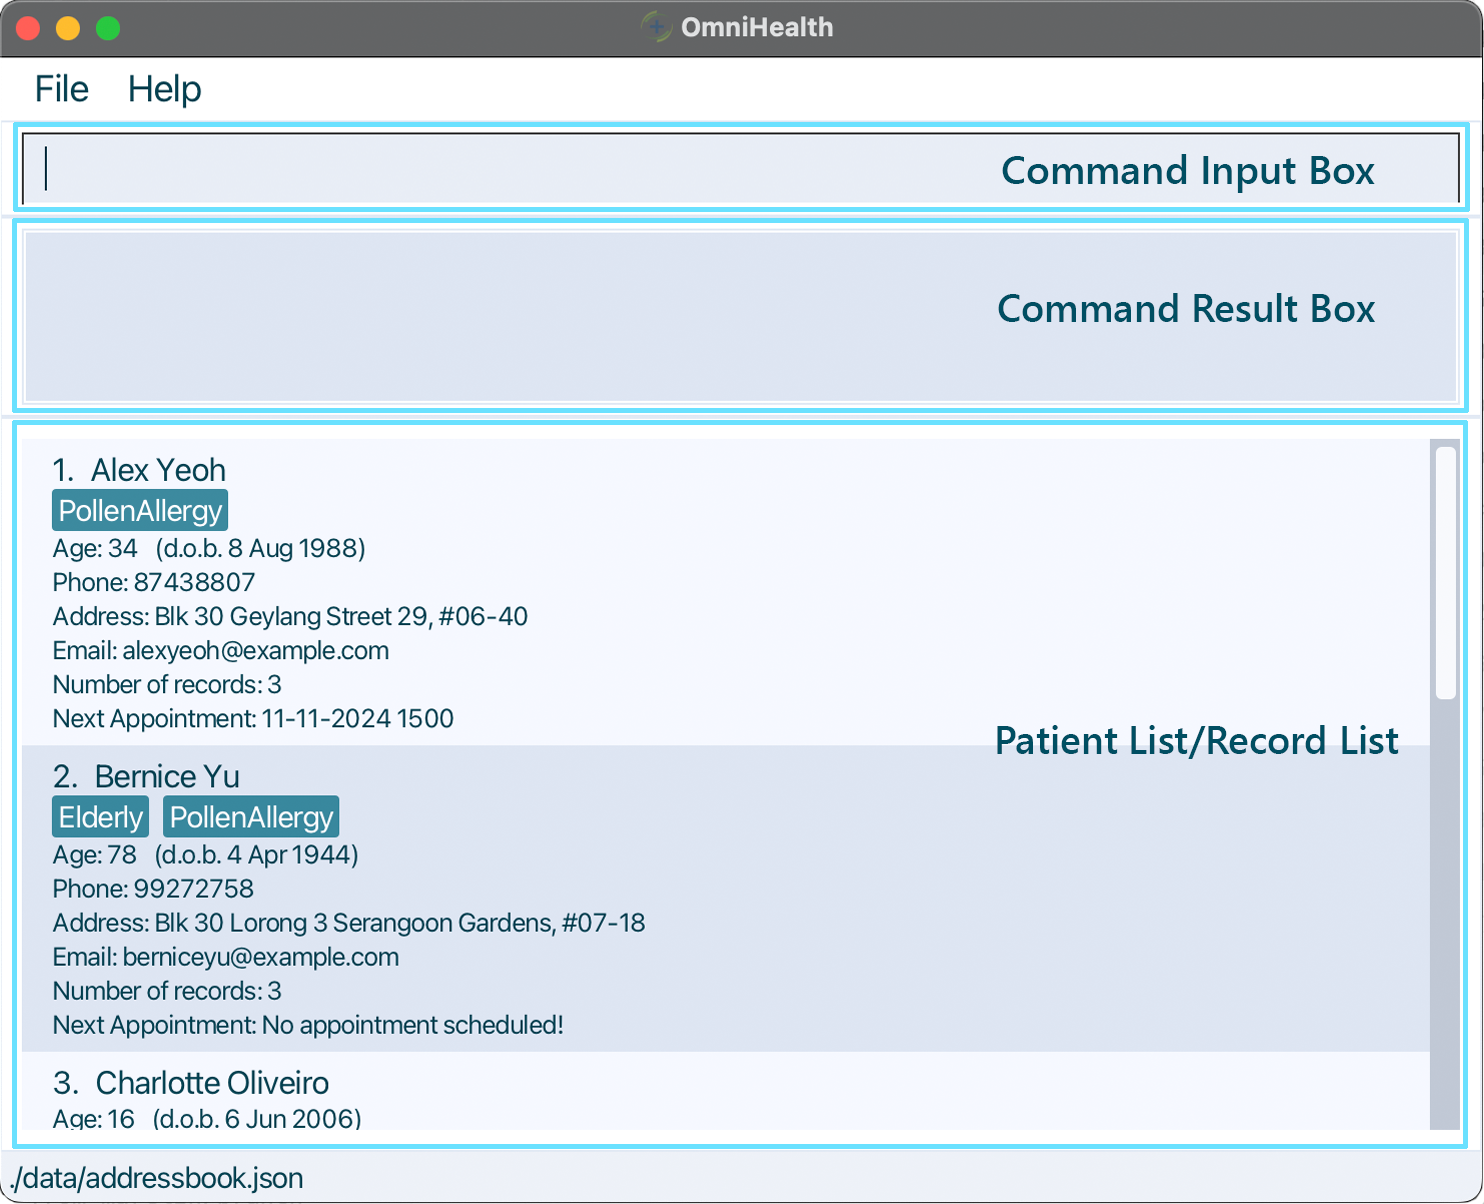 OmniHealth
File Help
Command Input Box
Command Result Box
1. Alex Yeoh
PollenAllergy
Age: 34 (d.o.b. 8 Aug 1988)
Phone: 87438807
Address: Blk 30 Geylang Street 29, #06-40
Email: alexyeoh@example.com
Number of records: 3
Next Appointment: 11-11-2024 1500
Patient List/Record List
2. Bernice Yu
Elderly PollenAllergy
Age: 78 (d.o.b. 4 Apr 1944)
Phone: 99272758
Address: Blk 30 Lorong 3 Serangoon Gardens, #07-18
Email: berniceyu@example.com
Number of records: 3
Next Appointment: No appointment scheduled!
3. Charlotte Oliveiro
Age: 16 (d.o.b. 6 Jun 2006)
./data/addressbook.json